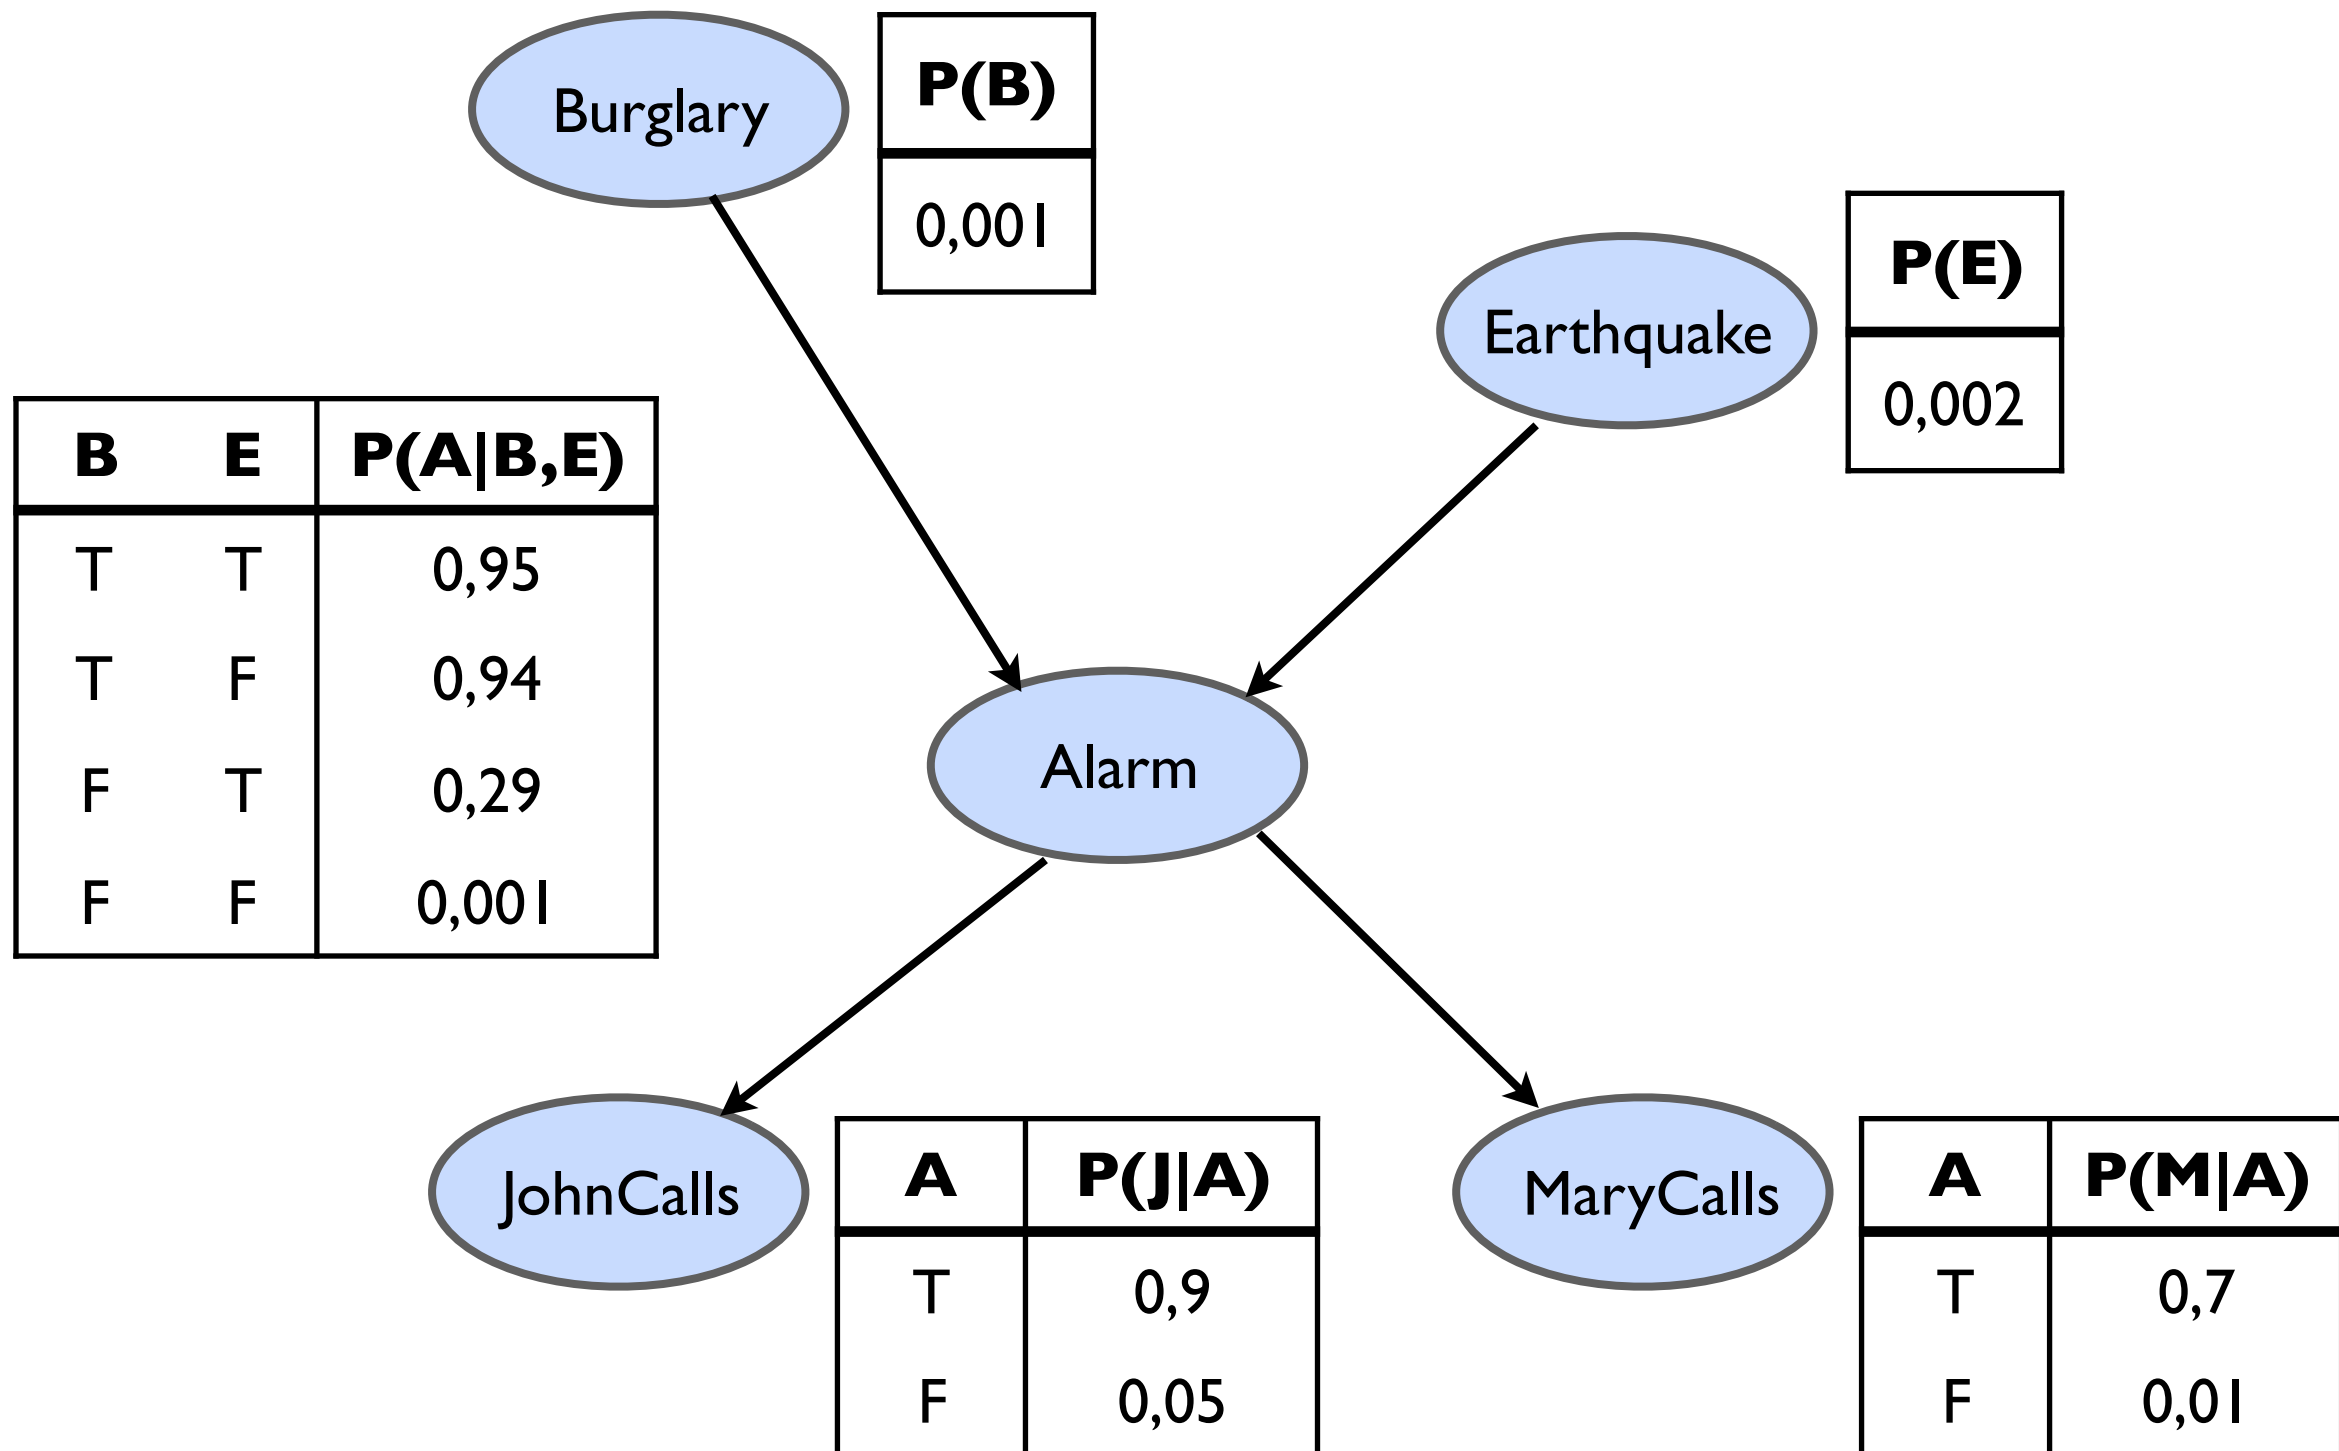 Burglary
P(B)
0,001
Earthquake
P(E)
0,002
B E P(A|B,E)
T T 0,95
T F 0,94
F T 0,29
F F 0,001
Alarm
JohnCalls
A P(J|A)
T 0,9
F 0,05
MaryCalls
A P(M|A)
T 0,7
F 0,01